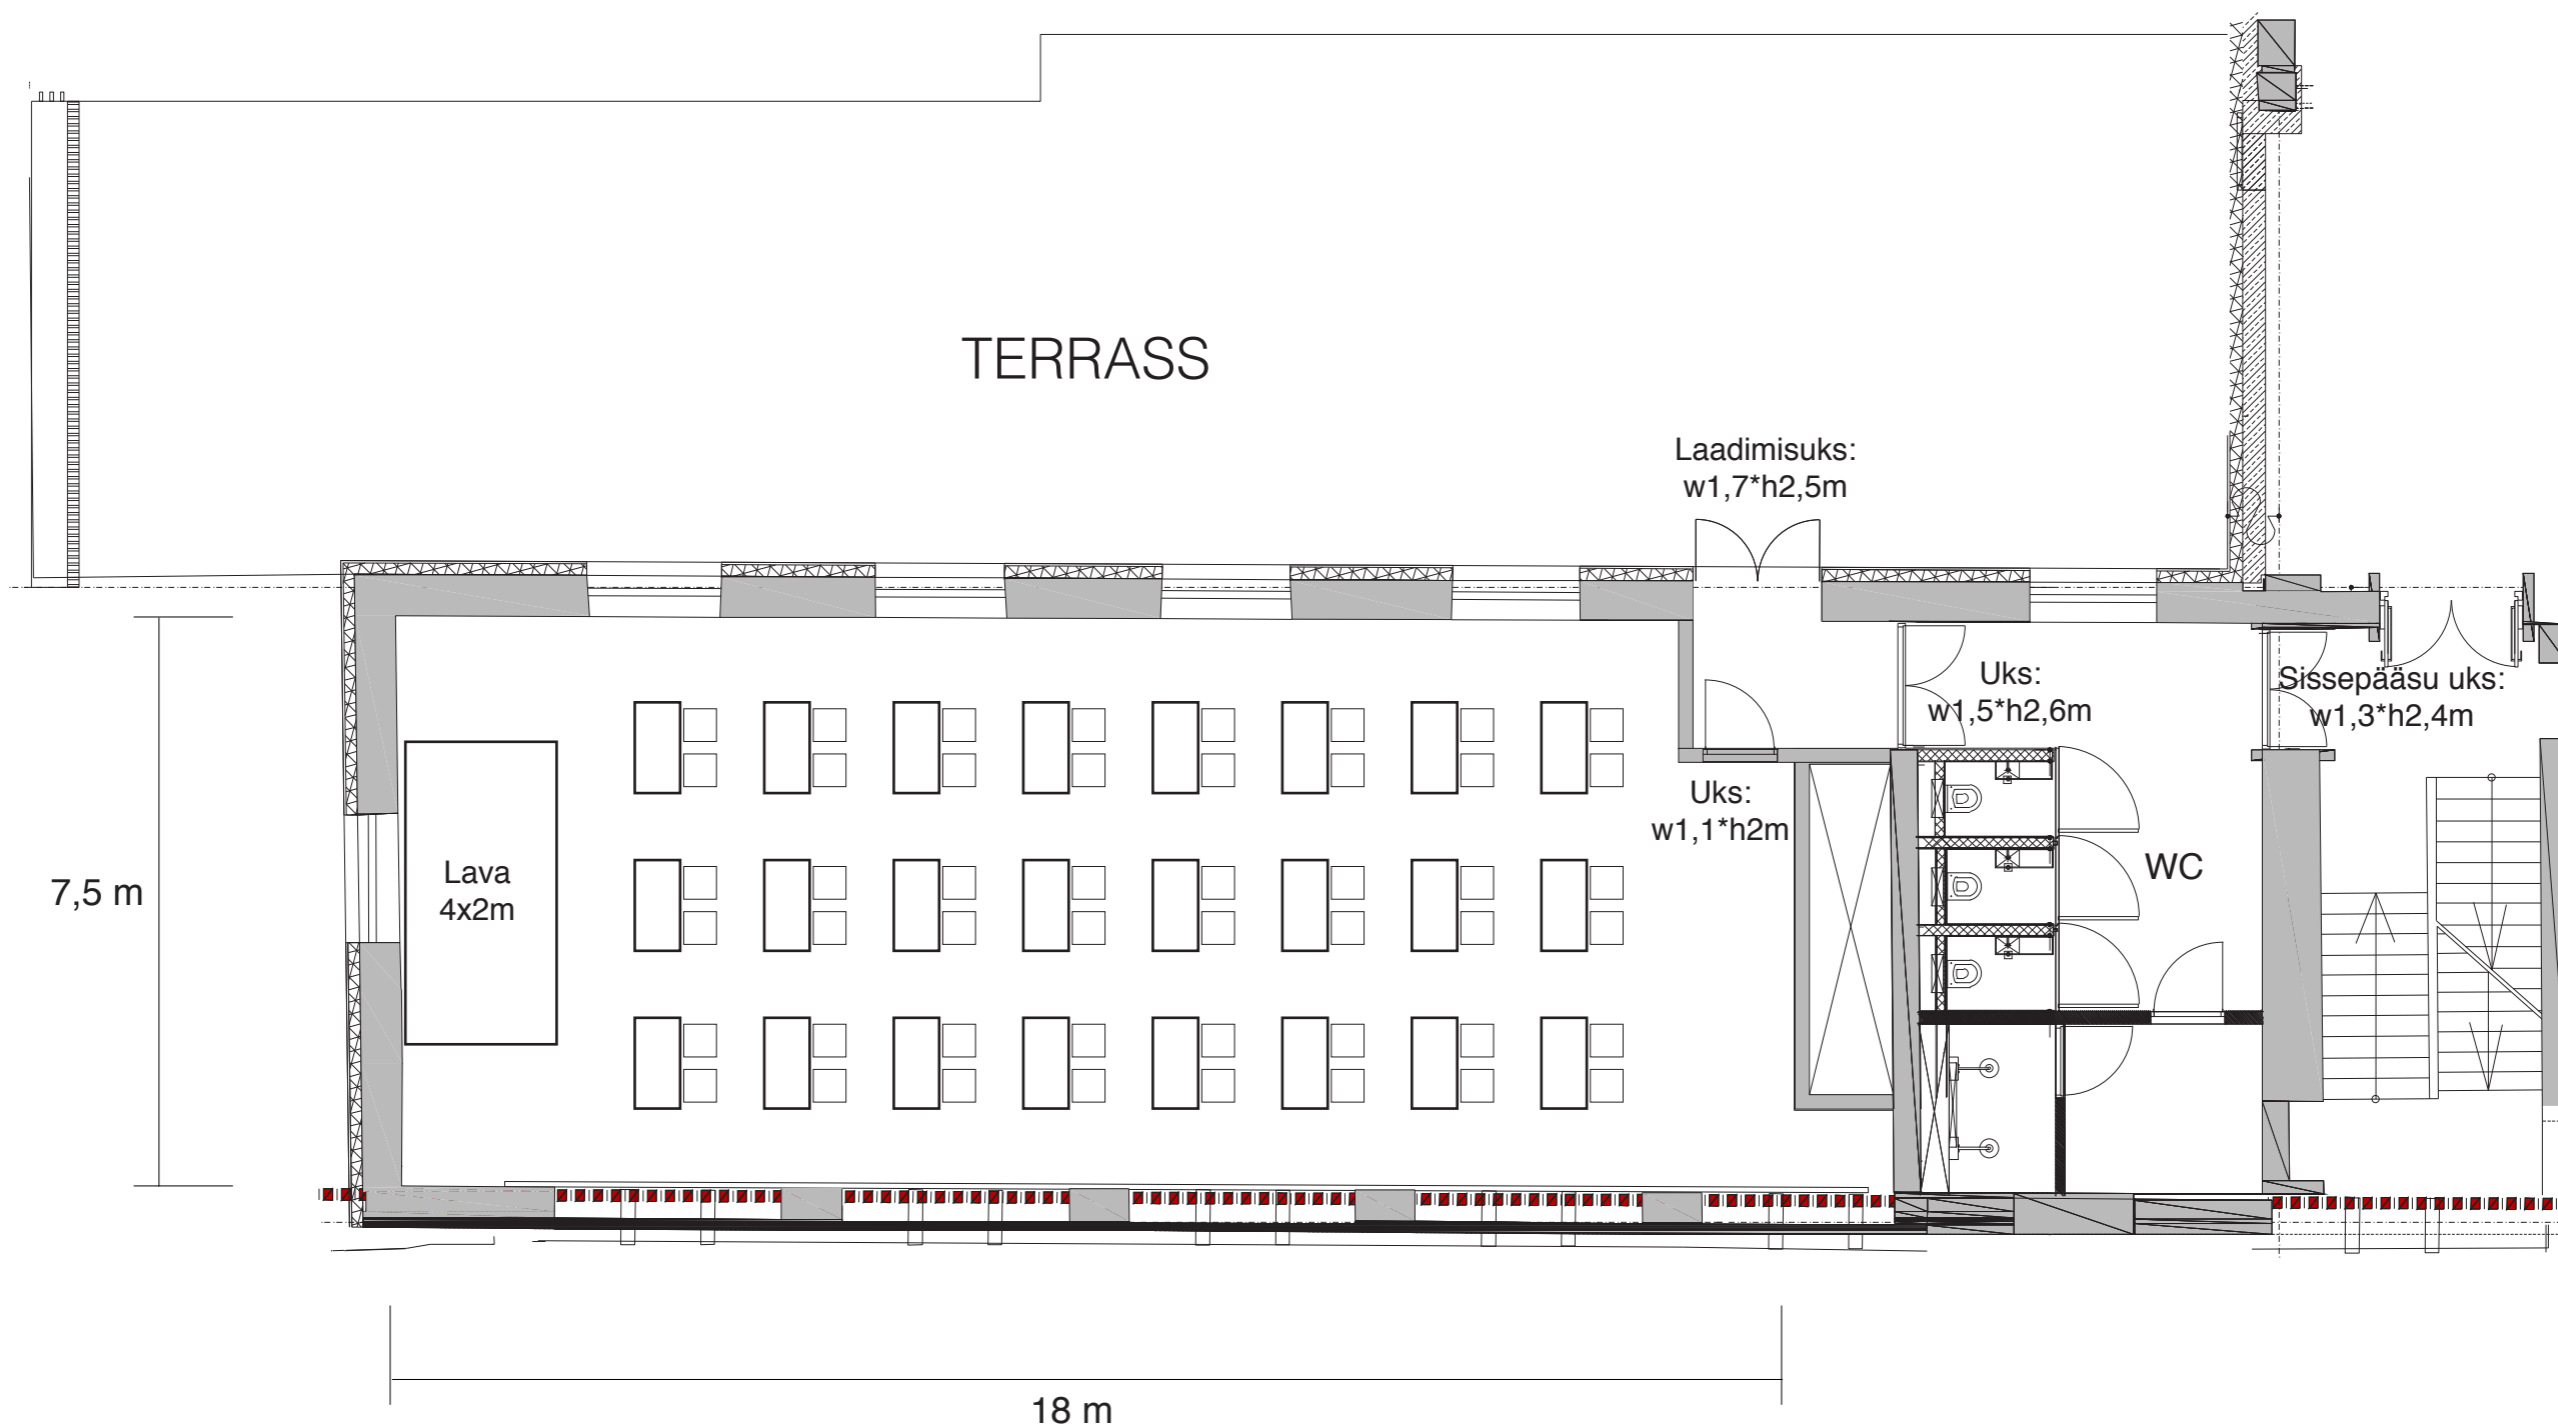 TERRASS
Laadimisuks:
w1,7*h2,5m
Uks:
w1,5*h2,6m
Sissepääsu uks:
w1,3*h2,4m
Uks:
w1,1*h2m
WC
Lava
4x2m
7,5 m
18 m